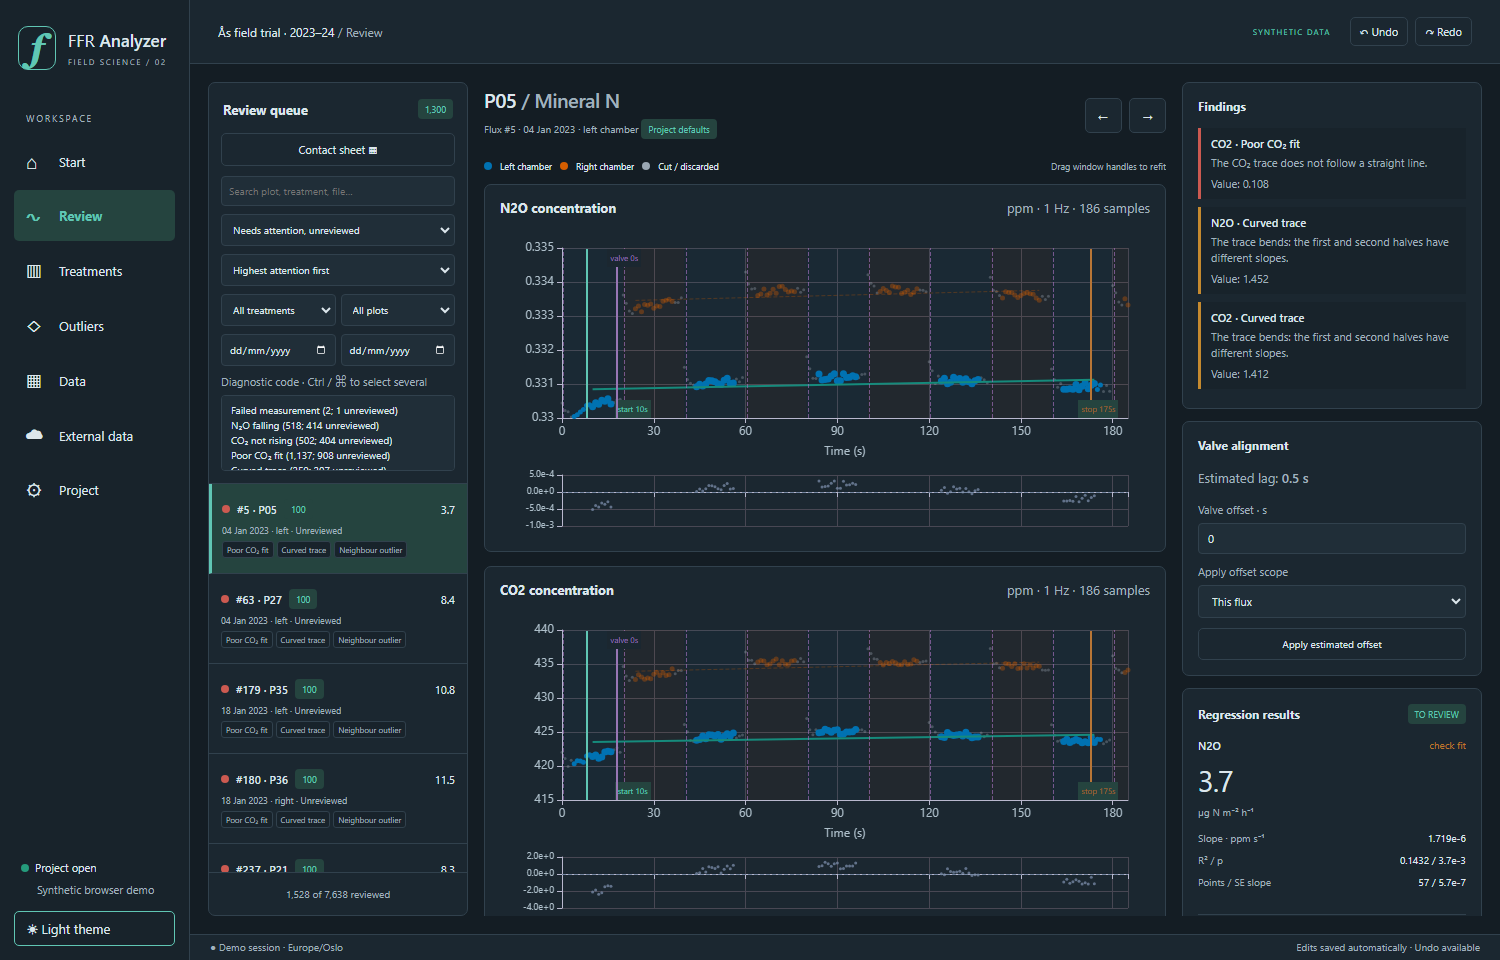 FFR Analyzer
FIELD SCIENCE / 02
WORKSPACE
Start
Review
Treatments
Outliers
Data
External data
Project
Project open
Synthetic browser demo
Light theme
Ås field trial · 2023–24 / Review
SYNTHETIC DATA
Undo
Redo
Review queue
1,300
Contact sheet
Search plot, treatment, file...
Needs attention, unreviewed
Highest attention first
All treatments
All plots
dd/mm/yyyy
dd/mm/yyyy
Diagnostic code · Ctrl / ⌘ to select several
Failed measurement (2; 1 unreviewed)
N₂O falling (518; 414 unreviewed)
CO₂ not rising (502; 404 unreviewed)
Poor CO₂ fit (1,137; 908 unreviewed)
#5 · P05 100 3.7
04 Jan 2023 · left · Unreviewed
Poor CO₂ fit Curved trace Neighbour outlier
#63 · P27 100 8.4
04 Jan 2023 · left · Unreviewed
Poor CO₂ fit Curved trace Neighbour outlier
#179 · P35 100 10.8
18 Jan 2023 · left · Unreviewed
Poor CO₂ fit Curved trace Neighbour outlier
#180 · P36 100 11.5
18 Jan 2023 · right · Unreviewed
Poor CO₂ fit Curved trace Neighbour outlier
#237 · P21 100 8.3
1,528 of 7,638 reviewed
P05 / Mineral N
Flux #5 · 04 Jan 2023 · left chamber Project defaults
← →
Left chamber Right chamber Cut / discarded
Drag window handles to refit
N2O concentration
ppm · 1 Hz · 186 samples
0.335
0.334
0.333
0.332
0.331
0.33
valve 0s
start 10s
stop 175s
0 30 60 90 120 150 180
Time (s)
5.0e-4
0.0e+0
-5.0e-4
-1.0e-3
CO2 concentration
ppm · 1 Hz · 186 samples
440
435
430
425
420
415
valve 0s
start 10s
stop 175s
0 30 60 90 120 150 180
Time (s)
2.0e+0
0.0e+0
-2.0e+0
-4.0e+0
Findings
CO2 · Poor CO₂ fit
The CO₂ trace does not follow a straight line.
Value: 0.108
N2O · Curved trace
The trace bends: the first and second halves have
different slopes.
Value: 1.452
CO2 · Curved trace
The trace bends: the first and second halves have
different slopes.
Value: 1.412
Valve alignment
Estimated lag: 0.5 s
Valve offset · s
0
Apply offset scope
This flux
Apply estimated offset
Regression results
TO REVIEW
N2O
check fit
3.7
µg N m⁻² h⁻¹
Slope · ppm s⁻¹ 1.719e-6
R² / p 0.1432 / 3.7e-3
Points / SE slope 57 / 5.7e-7
Demo session · Europe/Oslo
Edits saved automatically · Undo available